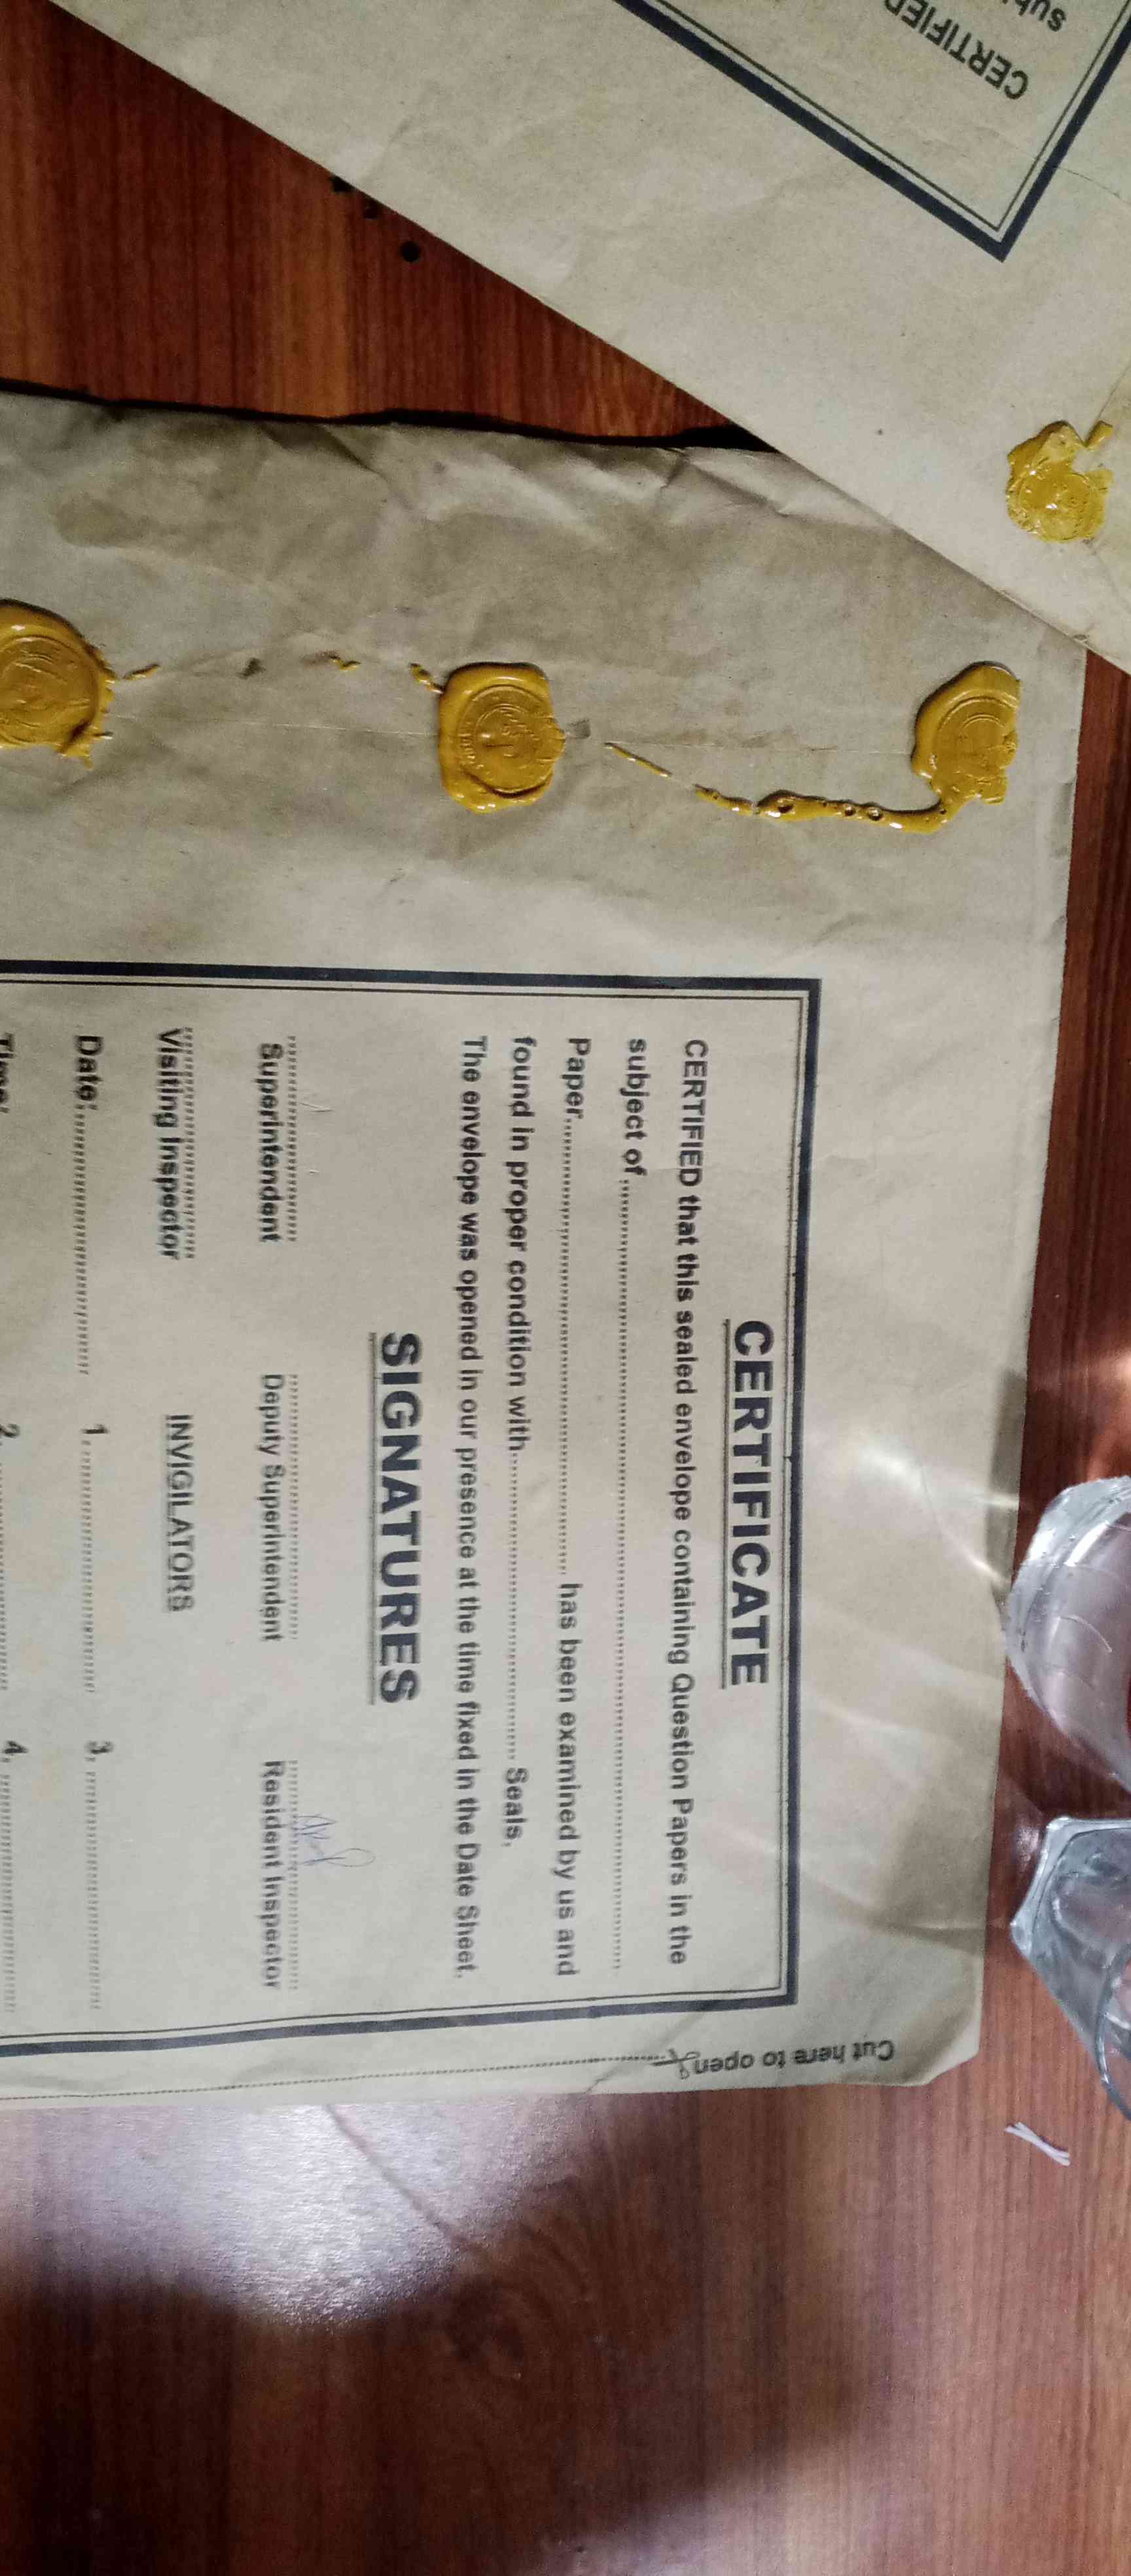 CERTIFICATE
CERTIFIED that this sealed envelope containing Question Papers in the
subject of..............................
Paper.............................. has been examined by us and
found in proper condition with.............................. Seals.
The envelope was opened in our presence at the time fixed in the Date Sheet.
SIGNATURES
Superintendent Deputy Superintendent Resident Inspector
Visiting Inspector INVIGILATORS
Date:.............................. 1............................... 3...............................
Time: 2............................... 4...............................
Cut here to open
CERTIFIED